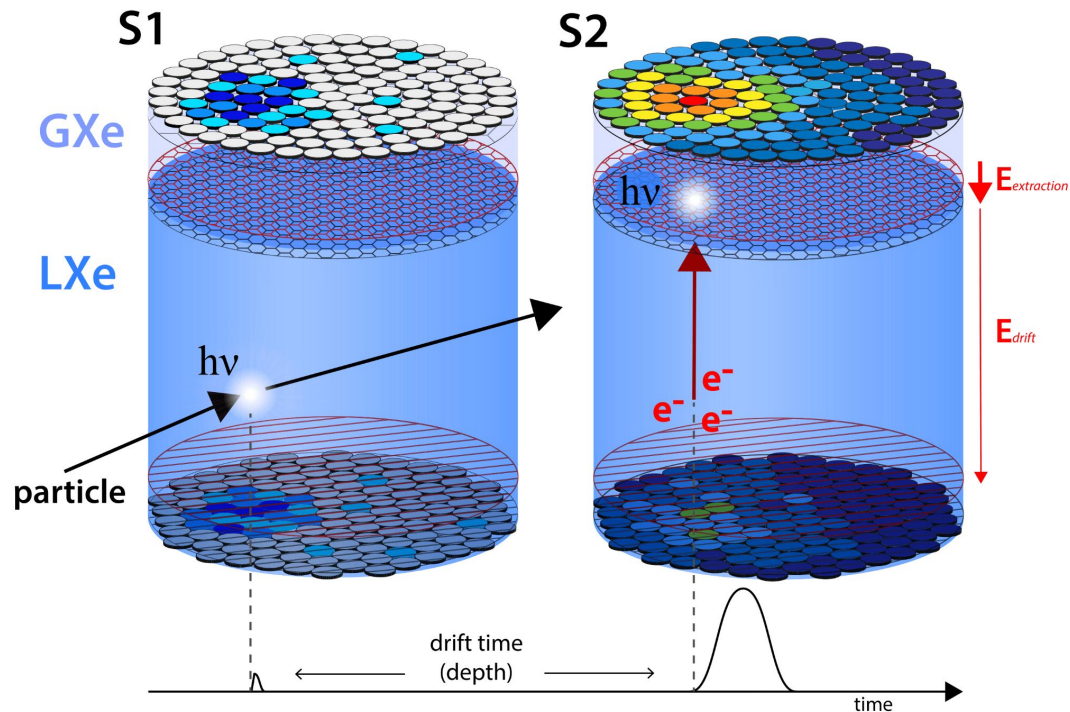 S1
S2
GXe
hν
E extraction
LXe
hν
E drift
e-
e-
e-
particle
drift time
(depth)
time